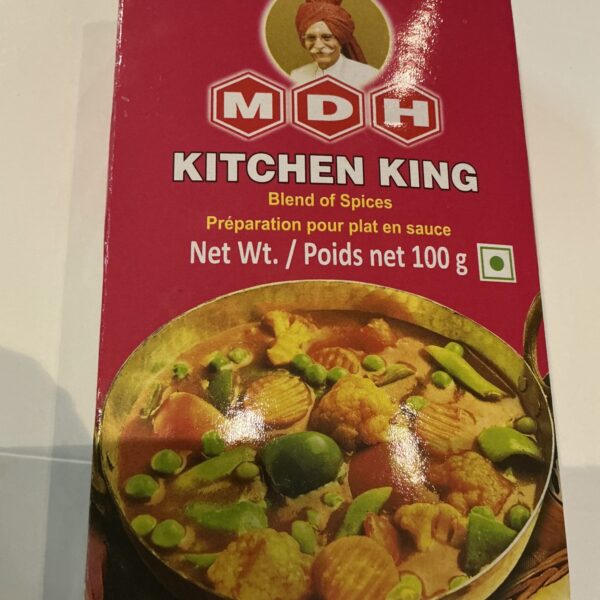 MDH
KITCHEN KING
Blend of Spices
Préparation pour plat en sauce
Net Wt. / Poids net 100 g